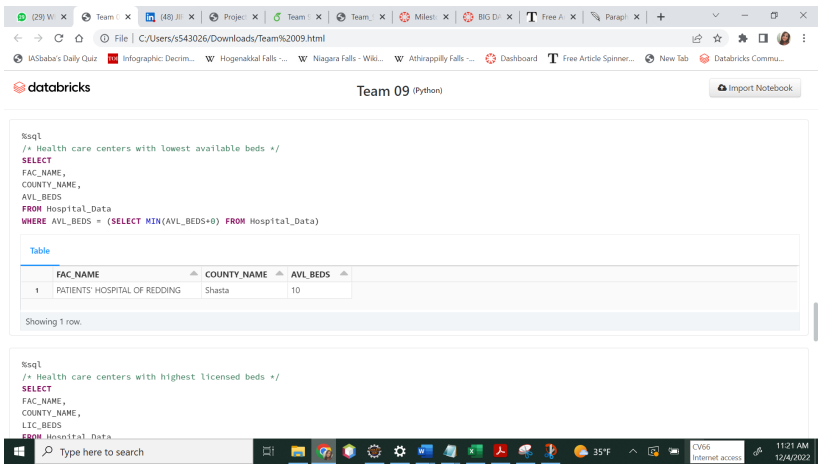 (29) W
Team
(48) JI
Project
Team S
Team_S
Milest
BIG DA
Free A
Paraph
File | C:/Users/s543026/Downloads/Team%2009.html
IASbaba's Daily Quiz
TOI Infographic: Decrim...
W Hogenakkal Falls -...
W Niagara Falls - Wiki...
W Athirappilly Falls -...
Dashboard
T Free Article Spinner...
New Tab
Databricks Commu...
databricks
Team 09 (Python)
Import Notebook
%sql
/* Health care centers with lowest available beds */
SELECT
FAC_NAME,
COUNTY_NAME,
AVL_BEDS
FROM Hospital_Data
WHERE AVL_BEDS = (SELECT MIN(AVL_BEDS+0) FROM Hospital_Data)
Table
FAC_NAME COUNTY_NAME AVL_BEDS
1 PATIENTS' HOSPITAL OF REDDING Shasta 10
Showing 1 row.
%sql
/* Health care centers with highest licensed beds */
SELECT
FAC_NAME,
COUNTY_NAME,
LIC_BEDS
FROM Hospital_Data
Type here to search
35°F
CV66
Internet access
11:21 AM
12/4/2022